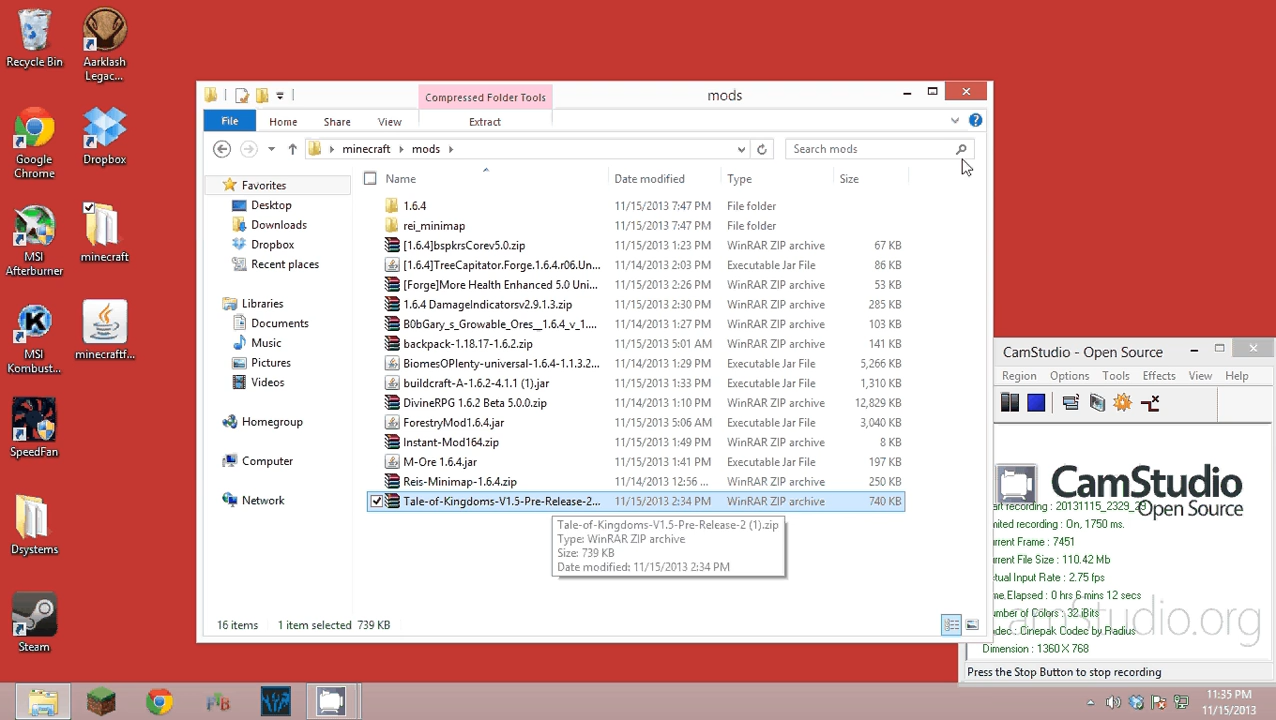 Recycle Bin
Aarklash
Legac...
Google
Chrome
Dropbox
MSI
Afterburner
minecraft
MSI
Kombust...
minecraftf...
SpeedFan
Dsystems
Steam
Compressed Folder Tools
mods
File
Home
Share
View
Extract
minecraft
mods
Search mods
Name
Date modified
Type
Size
Favorites
Desktop
Downloads
Dropbox
Recent places
Libraries
Documents
Music
Pictures
Videos
Homegroup
Computer
Network
1.6.4 11/15/2013 7:47 PM File folder
rei_minimap 11/15/2013 7:47 PM File folder
[1.6.4]bspkrsCorev5.0.zip 11/15/2013 1:23 PM WinRAR ZIP archive 67 KB
[1.6.4]TreeCapitator.Forge.1.6.4.r06.Un... 11/14/2013 2:03 PM Executable Jar File 86 KB
[Forge]More Health Enhanced 5.0 Uni... 11/15/2013 2:26 PM WinRAR ZIP archive 53 KB
1.6.4 DamageIndicatorsv2.9.1.3.zip 11/15/2013 2:30 PM WinRAR ZIP archive 285 KB
B0bGary_s_Growable_Ores__1.6.4_v_1.... 11/14/2013 1:27 PM WinRAR ZIP archive 103 KB
backpack-1.18.17-1.6.2.zip 11/15/2013 5:01 AM WinRAR ZIP archive 141 KB
BiomesOPlenty-universal-1.6.4-1.1.3.2... 11/14/2013 1:29 PM Executable Jar File 5,266 KB
buildcraft-A-1.6.2-4.1.1 (1).jar 11/15/2013 1:33 PM Executable Jar File 1,310 KB
DivineRPG 1.6.2 Beta 5.0.0.zip 11/14/2013 1:10 PM WinRAR ZIP archive 12,829 KB
ForestryMod1.6.4.jar 11/15/2013 5:06 AM Executable Jar File 3,040 KB
Instant-Mod164.zip 11/15/2013 1:49 PM WinRAR ZIP archive 8 KB
M-Ore 1.6.4.jar 11/15/2013 1:41 PM Executable Jar File 197 KB
Reis-Minimap-1.6.4.zip 11/14/2013 12:56 ... WinRAR ZIP archive 250 KB
Tale-of-Kingdoms-V1.5-Pre-Release-2... 11/15/2013 2:34 PM WinRAR ZIP archive 740 KB
Tale-of-Kingdoms-V1.5-Pre-Release-2 (1).zip
Type: WinRAR ZIP archive
Size: 739 KB
Date modified: 11/15/2013 2:34 PM
16 items 1 item selected 739 KB
CamStudio - Open Source
Region Options Tools Effects View Help
CamStudio
Open Source
recording : 20131115_2329_
recording : On, 1750 ms.
Current Frame : 7451
Current File Size : 110.42 Mb
Input Rate : 2.75 fps
Elapsed : 0 hrs 6 mins 12 secs
of Colors : 32 Bits
Cinepak Codec by Radius
Dimension : 1360 X 768
camStudio.org
Press the Stop Button to stop recording
11:35 PM
11/15/2013